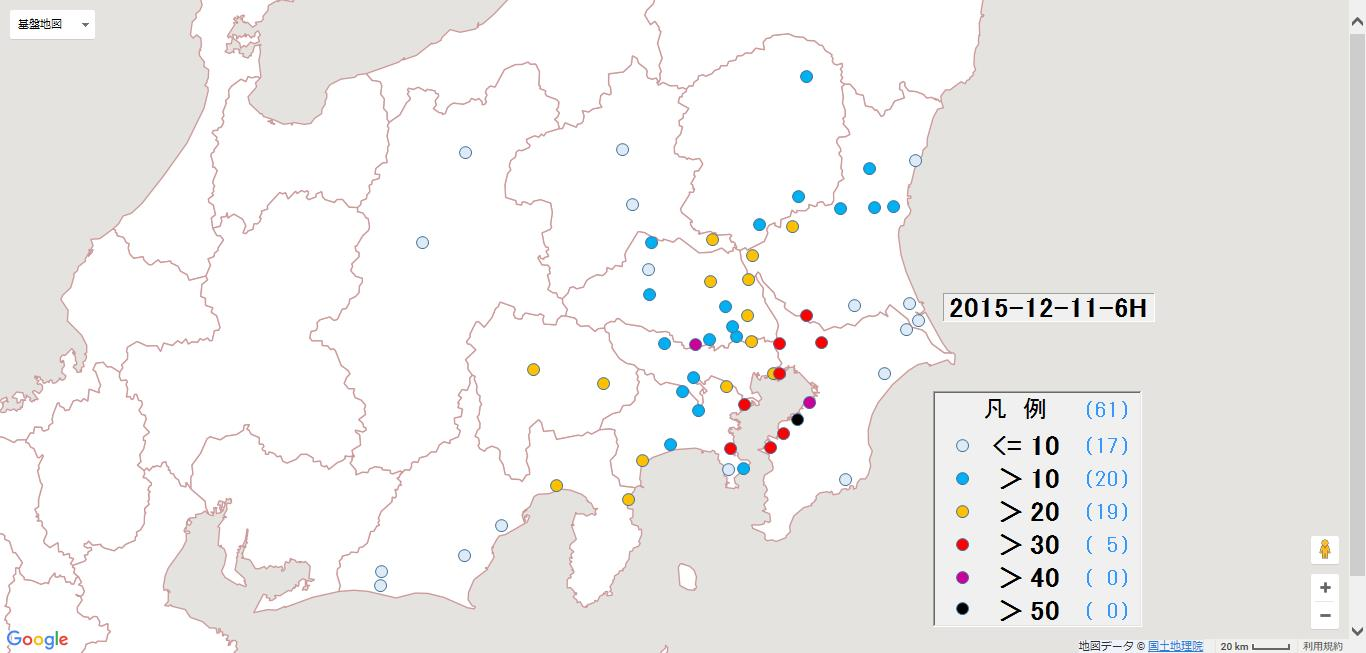 基盤地図
2015-12-11-6H
凡 例 (61)
<= 10 (17)
> 10 (20)
> 20 (19)
> 30 ( 5)
> 40 ( 0)
> 50 ( 0)
+
−
Google
地図データ © 国土地理院 20 km 利用規約